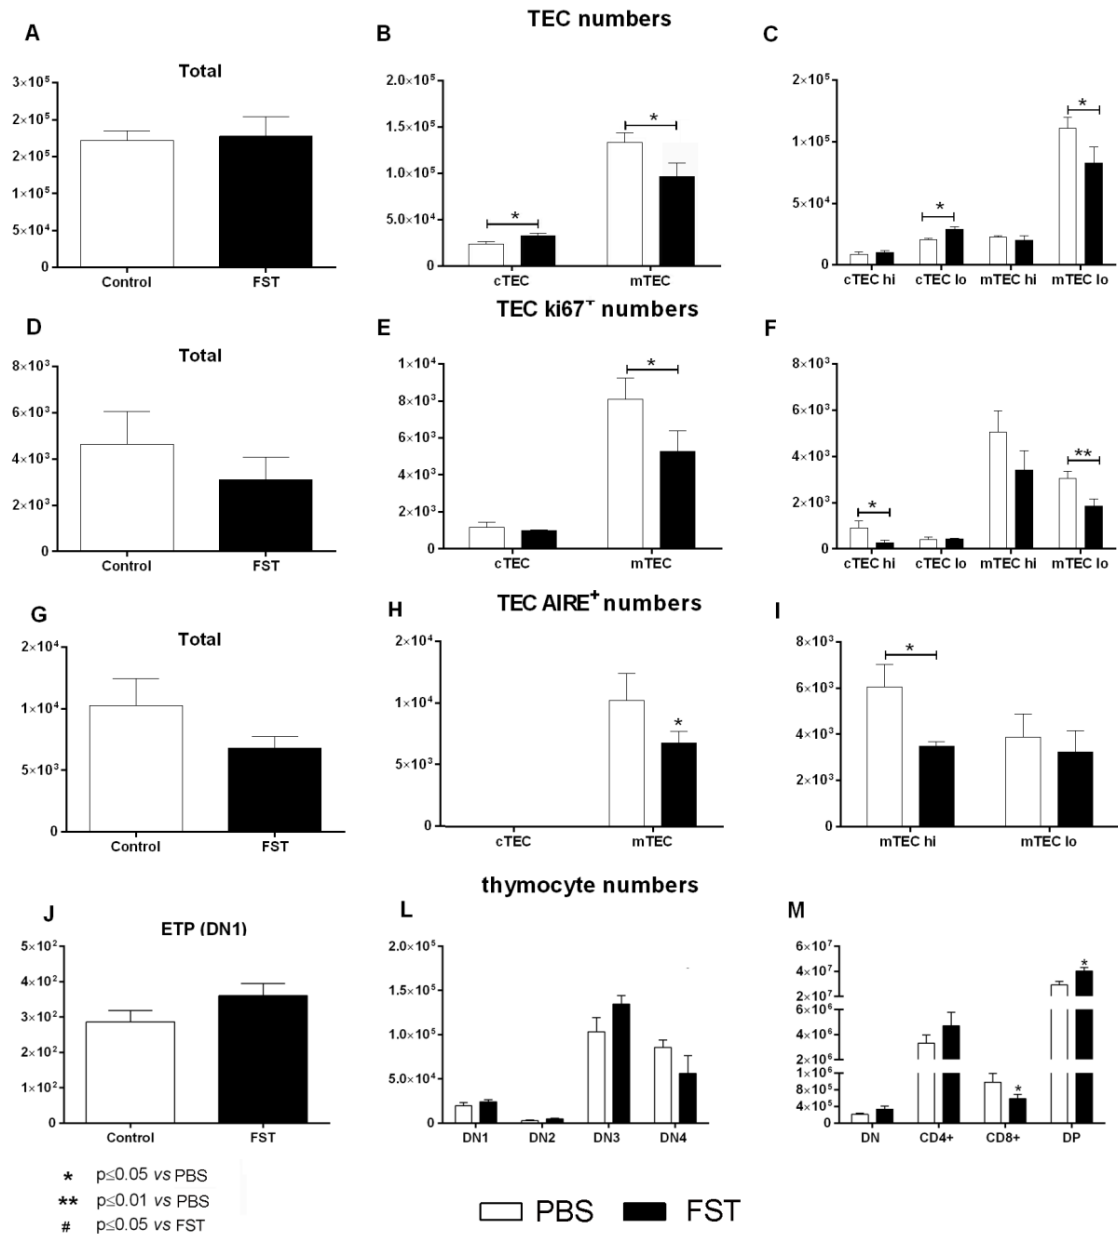 TEC numbers
A
Total
3×10⁵
2×10⁵
2×10⁵
1×10⁵
5×10⁴
0
Control FST
B
2.0×10⁵
1.5×10⁵
1.0×10⁵
5.0×10⁴
0
*
*
cTEC mTEC
C
2×10⁵
1×10⁵
5×10⁴
0
*
*
cTEC hi cTEC lo mTEC hi mTEC lo
TEC ki67⁺ numbers
D
Total
8×10³
6×10³
4×10³
2×10³
0
Control FST
E
1×10⁴
8×10³
6×10³
4×10³
2×10³
0
*
cTEC mTEC
F
8×10³
6×10³
4×10³
2×10³
0
*
**
cTEC hi cTEC lo mTEC hi mTEC lo
TEC AIRE⁺ numbers
G
Total
2×10⁴
1×10⁴
5×10³
0
Control FST
H
2×10⁴
1×10⁴
5×10³
0
*
cTEC mTEC
I
8×10³
6×10³
4×10³
2×10³
0
*
mTEC hi mTEC lo
thymocyte numbers
J
ETP (DN1)
5×10²
4×10²
3×10²
2×10²
1×10²
0
Control FST
L
2.0×10⁵
1.5×10⁵
1.0×10⁵
5.0×10⁴
0
DN1 DN2 DN3 DN4
M
6×10⁷
4×10⁷
2×10⁷
6×10⁶
4×10⁶
2×10⁶
1×10⁶
8×10⁵
4×10⁵
0
*
*
DN CD4+ CD8+ DP
* p≤0.05 vs PBS
** p≤0.01 vs PBS
# p≤0.05 vs FST
PBS FST